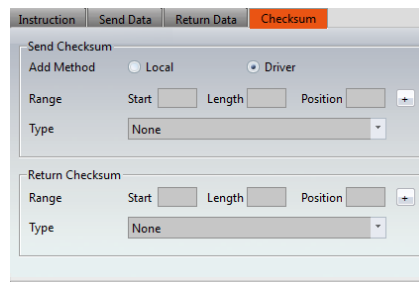 Instruction Send Data Return Data Checksum
Send Checksum
Add Method Local Driver
Range Start Length Position +
Type None
Return Checksum
Range Start Length Position +
Type None